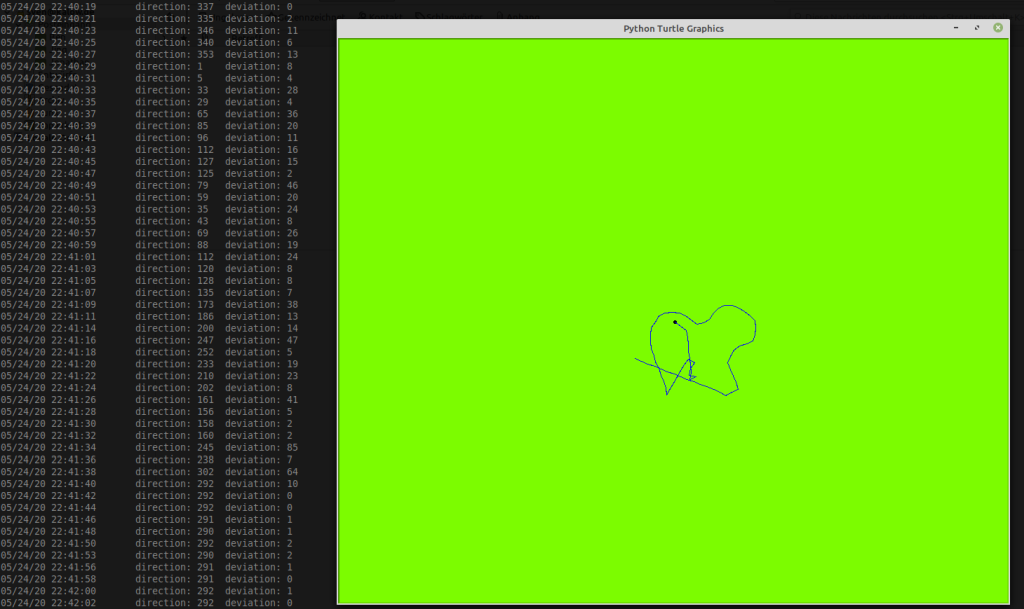 05/24/20 22:40:19 direction: 337 deviation: 0
05/24/20 22:40:21 direction: 335 deviation: 2
05/24/20 22:40:23 direction: 346 deviation: 11
05/24/20 22:40:25 direction: 340 deviation: 6
05/24/20 22:40:27 direction: 353 deviation: 13
05/24/20 22:40:29 direction: 1 deviation: 8
05/24/20 22:40:31 direction: 5 deviation: 4
05/24/20 22:40:33 direction: 33 deviation: 28
05/24/20 22:40:35 direction: 29 deviation: 4
05/24/20 22:40:37 direction: 65 deviation: 36
05/24/20 22:40:39 direction: 85 deviation: 20
05/24/20 22:40:41 direction: 96 deviation: 11
05/24/20 22:40:43 direction: 112 deviation: 16
05/24/20 22:40:45 direction: 127 deviation: 15
05/24/20 22:40:47 direction: 125 deviation: 2
05/24/20 22:40:49 direction: 79 deviation: 46
05/24/20 22:40:51 direction: 59 deviation: 20
05/24/20 22:40:53 direction: 35 deviation: 24
05/24/20 22:40:55 direction: 43 deviation: 8
05/24/20 22:40:57 direction: 69 deviation: 26
05/24/20 22:40:59 direction: 88 deviation: 19
05/24/20 22:41:01 direction: 112 deviation: 24
05/24/20 22:41:03 direction: 120 deviation: 8
05/24/20 22:41:05 direction: 128 deviation: 8
05/24/20 22:41:07 direction: 135 deviation: 7
05/24/20 22:41:09 direction: 173 deviation: 38
05/24/20 22:41:11 direction: 186 deviation: 13
05/24/20 22:41:14 direction: 200 deviation: 14
05/24/20 22:41:16 direction: 247 deviation: 47
05/24/20 22:41:18 direction: 252 deviation: 5
05/24/20 22:41:20 direction: 233 deviation: 19
05/24/20 22:41:22 direction: 210 deviation: 23
05/24/20 22:41:24 direction: 202 deviation: 8
05/24/20 22:41:26 direction: 161 deviation: 41
05/24/20 22:41:28 direction: 156 deviation: 5
05/24/20 22:41:30 direction: 158 deviation: 2
05/24/20 22:41:32 direction: 160 deviation: 2
05/24/20 22:41:34 direction: 245 deviation: 85
05/24/20 22:41:36 direction: 238 deviation: 7
05/24/20 22:41:38 direction: 302 deviation: 64
05/24/20 22:41:40 direction: 292 deviation: 10
05/24/20 22:41:42 direction: 292 deviation: 0
05/24/20 22:41:44 direction: 292 deviation: 0
05/24/20 22:41:46 direction: 291 deviation: 1
05/24/20 22:41:48 direction: 290 deviation: 1
05/24/20 22:41:50 direction: 292 deviation: 2
05/24/20 22:41:53 direction: 290 deviation: 2
05/24/20 22:41:56 direction: 291 deviation: 1
05/24/20 22:41:58 direction: 291 deviation: 0
05/24/20 22:42:00 direction: 292 deviation: 1
05/24/20 22:42:02 direction: 292 deviation: 0
Python Turtle Graphics